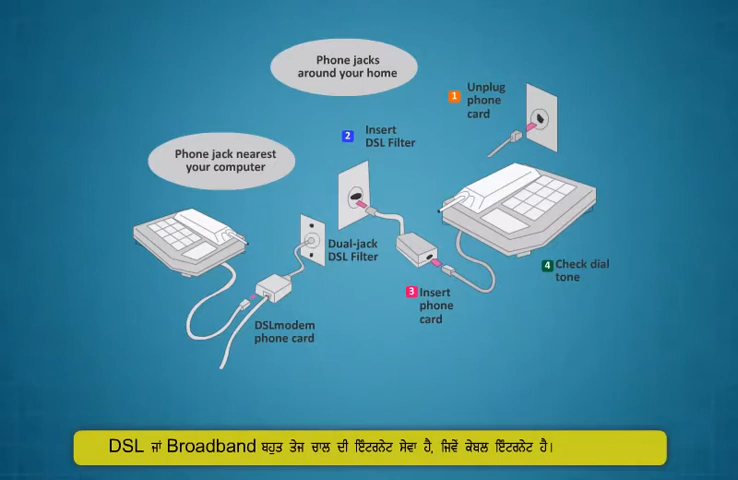 Phone jacks
around your home
1 Unplug
phone
card
2 Insert
DSL Filter
Phone jack nearest
your computer
Dual-jack
DSL Filter
4 Check dial
tone
3 Insert
phone
card
DSLmodem
phone card
DSL ਜਾਂ Broadband ਬਹੁਤ ਤੇਜ ਚਾਲ ਦੀ ਇੰਟਰਨੇਟ ਸੇਵਾ ਹੈ, ਜਿਵੇਂ ਕੇਬਲ ਇੰਟਰਨੇਟ ਹੈ।